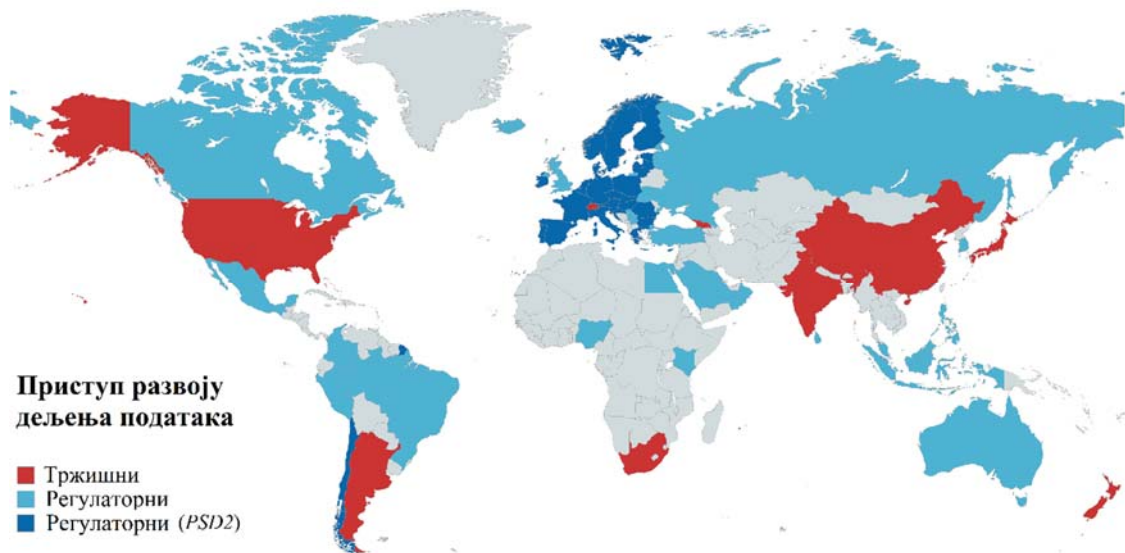 Приступ развоју
дељења података
Тржишни
Регулаторни
Регулаторни (PSD2)